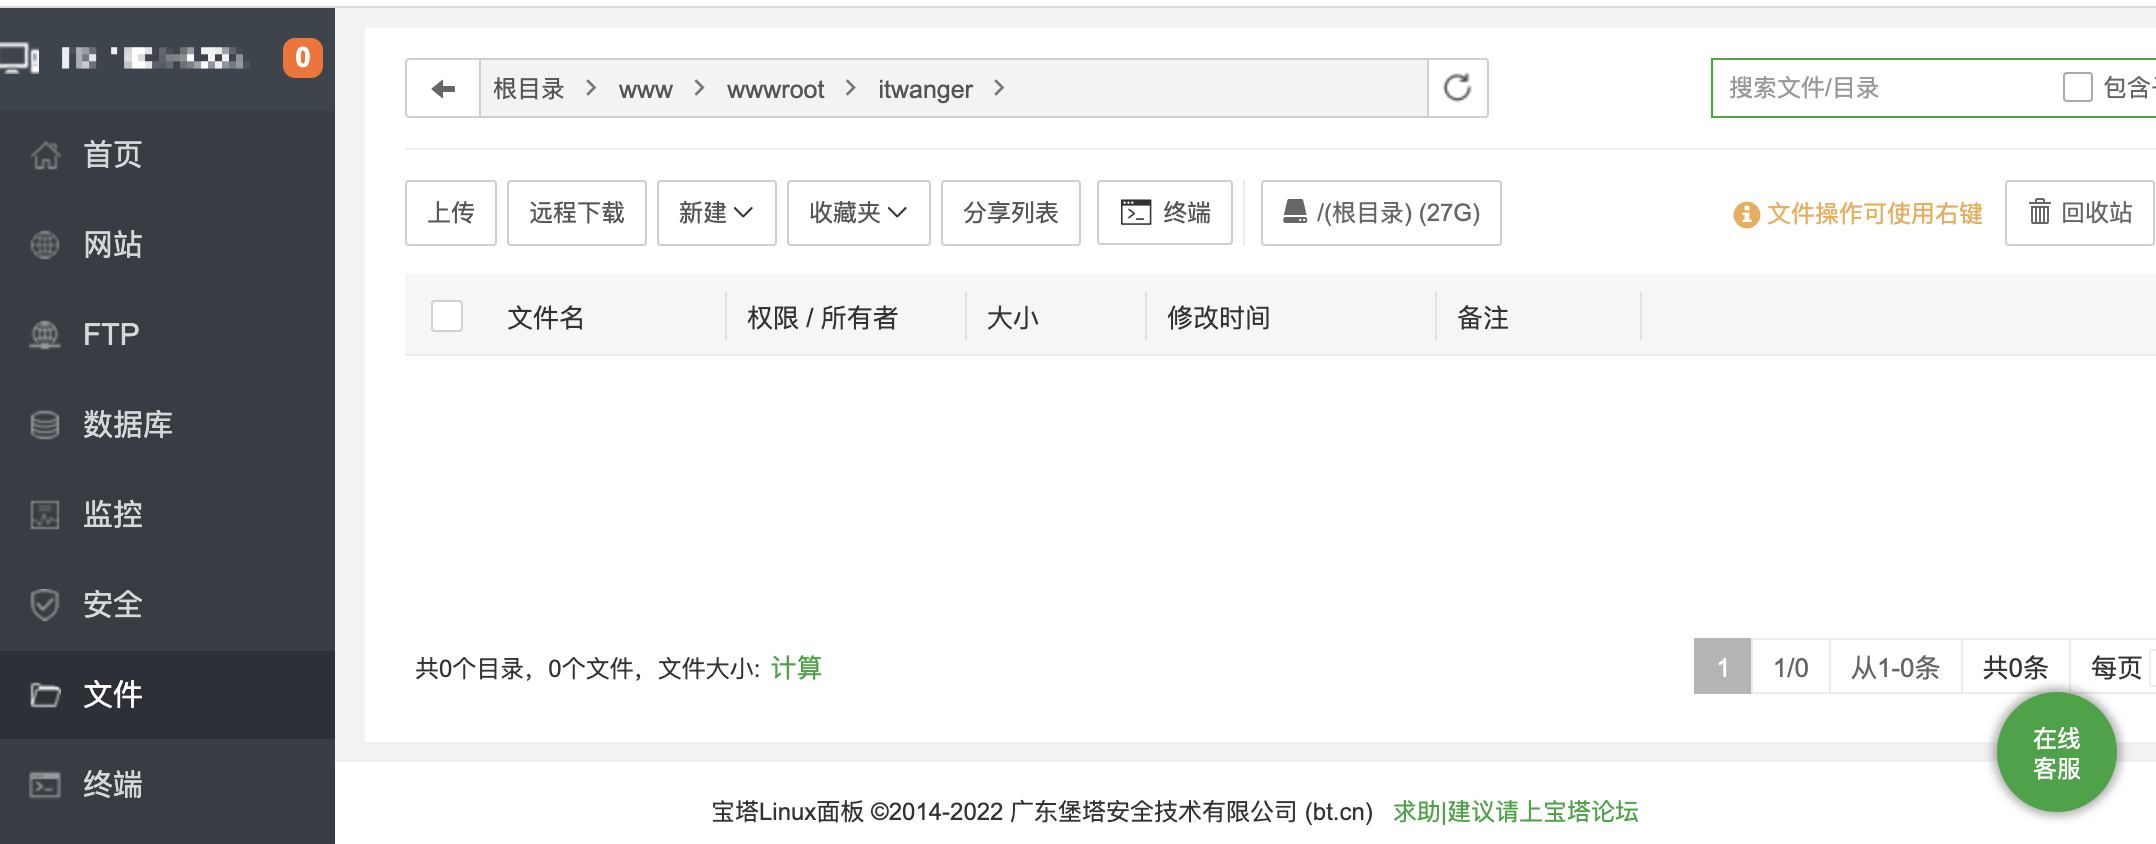 0
首页
网站
FTP
数据库
监控
安全
文件
终端
根目录 > www > wwwroot > itwanger >
搜索文件/目录 包含
上传 远程下载 新建 收藏夹 分享列表 终端 /(根目录) (27G) 文件操作可使用右键 回收站
文件名 权限 / 所有者 大小 修改时间 备注
共0个目录，0个文件，文件大小: 计算
1 1/0 从1-0条 共0条 每页
在线
客服
宝塔Linux面板 ©2014-2022 广东堡塔安全技术有限公司 (bt.cn) 求助|建议请上宝塔论坛